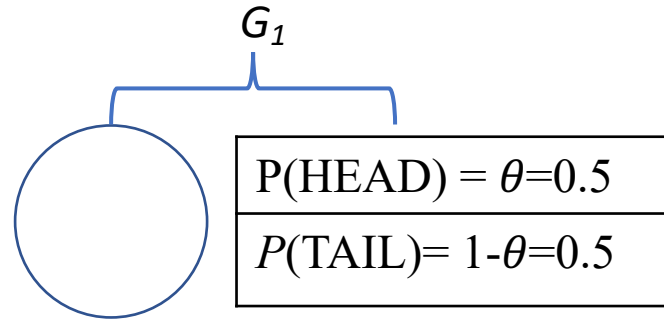 G₁
P(HEAD) = θ=0.5
P(TAIL)= 1-θ=0.5